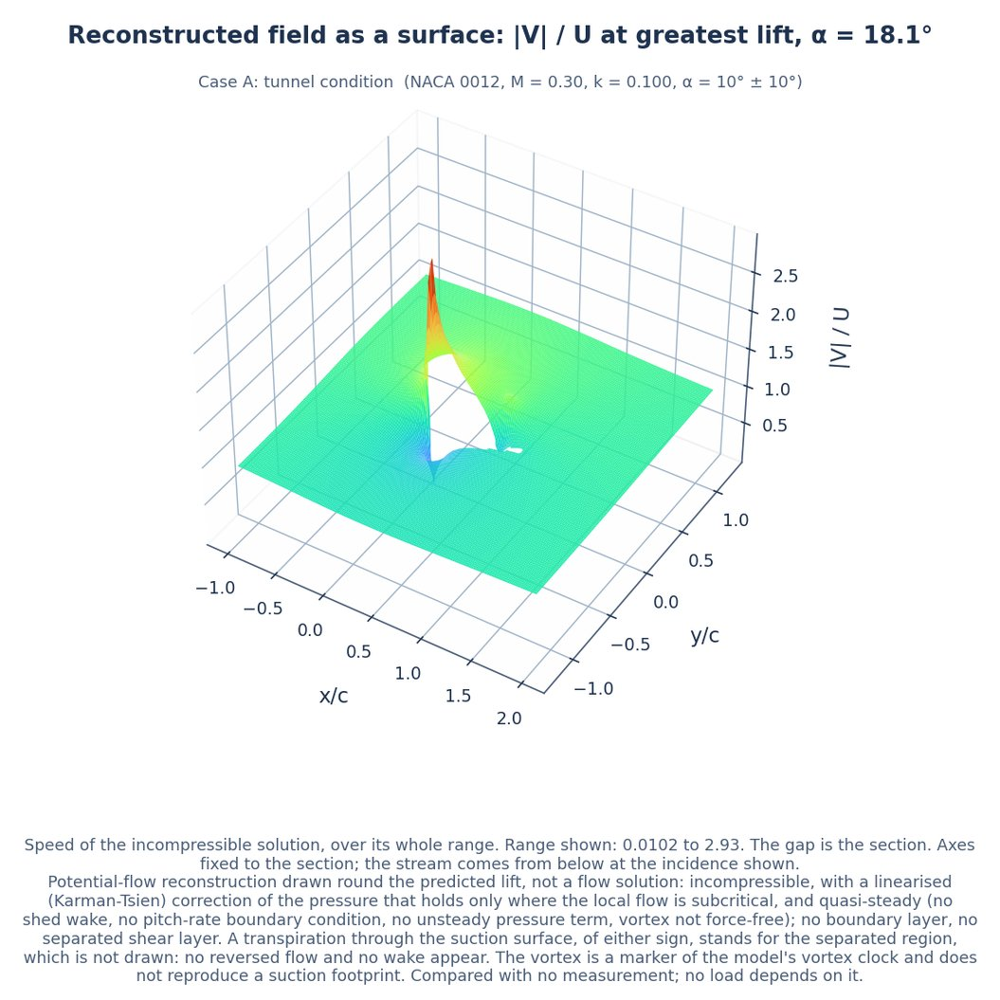 Reconstructed field as a surface: |V| / U at greatest lift, α = 18.1°
Case A: tunnel condition  (NACA 0012, M = 0.30, k = 0.100, α = 10° ± 10°)
2.5
2.0
1.5
1.0
0.5
|V| / U
1.0
0.5
0.0
−0.5
−1.0
y/c
−1.0
−0.5
0.0
0.5
1.0
1.5
2.0
x/c
Speed of the incompressible solution, over its whole range. Range shown: 0.0102 to 2.93. The gap is the section. Axes
fixed to the section; the stream comes from below at the incidence shown.
Potential-flow reconstruction drawn round the predicted lift, not a flow solution: incompressible, with a linearised
(Karman-Tsien) correction of the pressure that holds only where the local flow is subcritical, and quasi-steady (no
shed wake, no pitch-rate boundary condition, no unsteady pressure term, vortex not force-free); no boundary layer, no
separated shear layer. A transpiration through the suction surface, of either sign, stands for the separated region,
which is not drawn: no reversed flow and no wake appear. The vortex is a marker of the model's vortex clock and does
not reproduce a suction footprint. Compared with no measurement; no load depends on it.